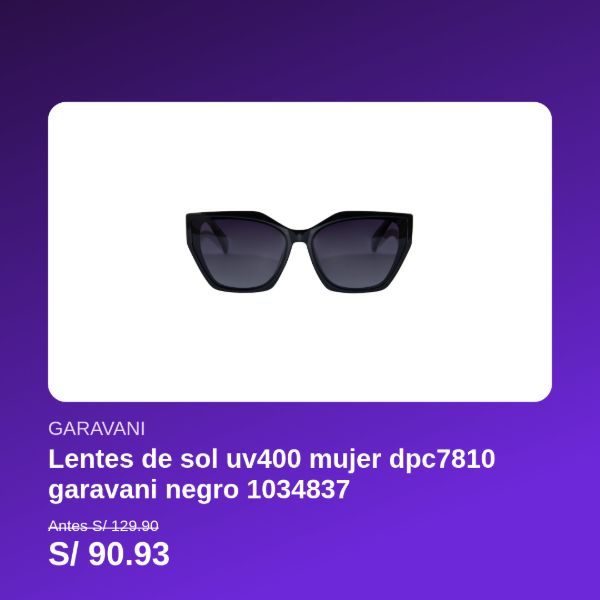 GARAVANI
Lentes de sol uv400 mujer dpc7810
garavani negro 1034837
Antes S/ 129.90
S/ 90.93